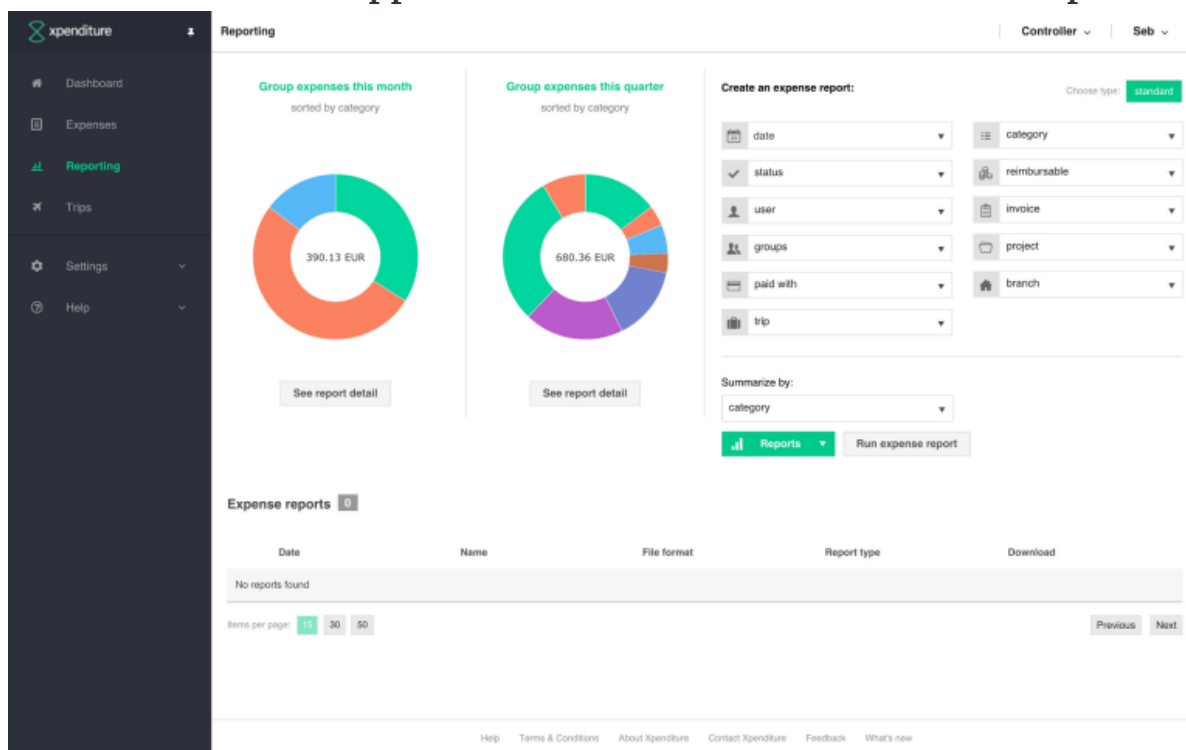 xpenditure
Reporting
Controller
Seb
Dashboard
Expenses
Reporting
Trips
Settings
Help
Group expenses this month
sorted by category
390.13 EUR
See report detail
Group expenses this quarter
sorted by category
680.36 EUR
See report detail
Create an expense report:
Choose type: standard
date
category
status
reimbursable
user
invoice
groups
project
paid with
branch
trip
Summarize by:
category
Reports
Run expense report
Expense reports 0
Date Name File format Report type Download
No reports found
Items per page: 15 30 50
Previous Next
Help Terms & Conditions About Xpenditure Contact Xpenditure Feedback What's new